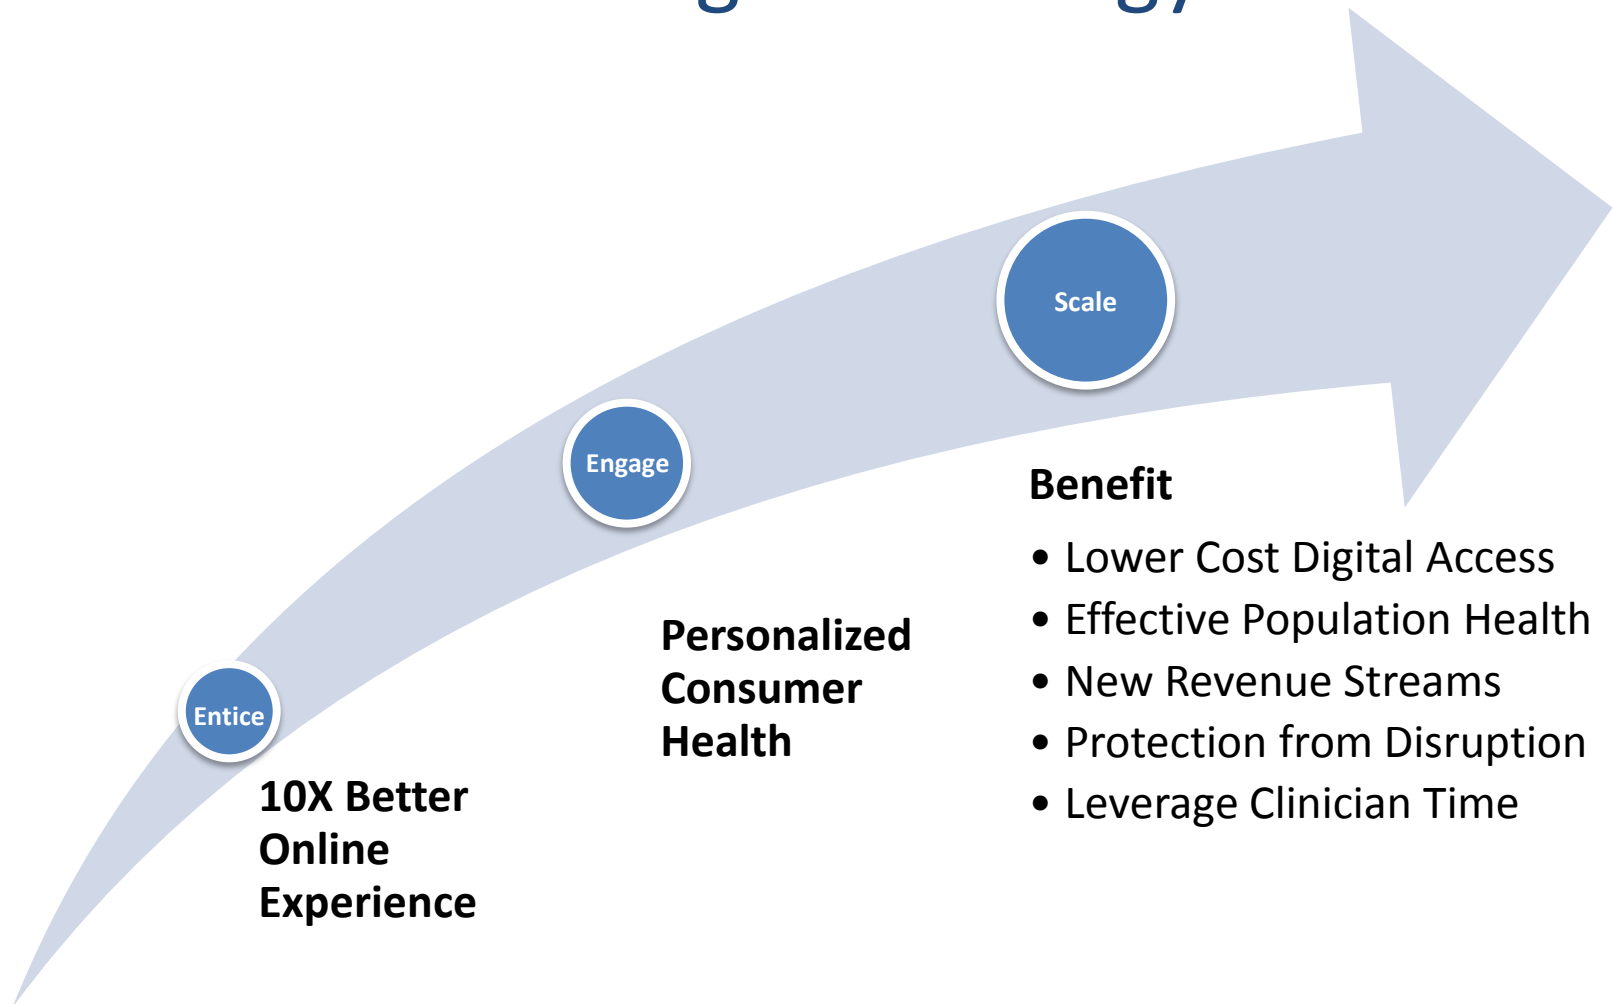 Entice
10X Better
Online
Experience
Engage
Personalized
Consumer
Health
Scale
Benefit
• Lower Cost Digital Access
• Effective Population Health
• New Revenue Streams
• Protection from Disruption
• Leverage Clinician Time